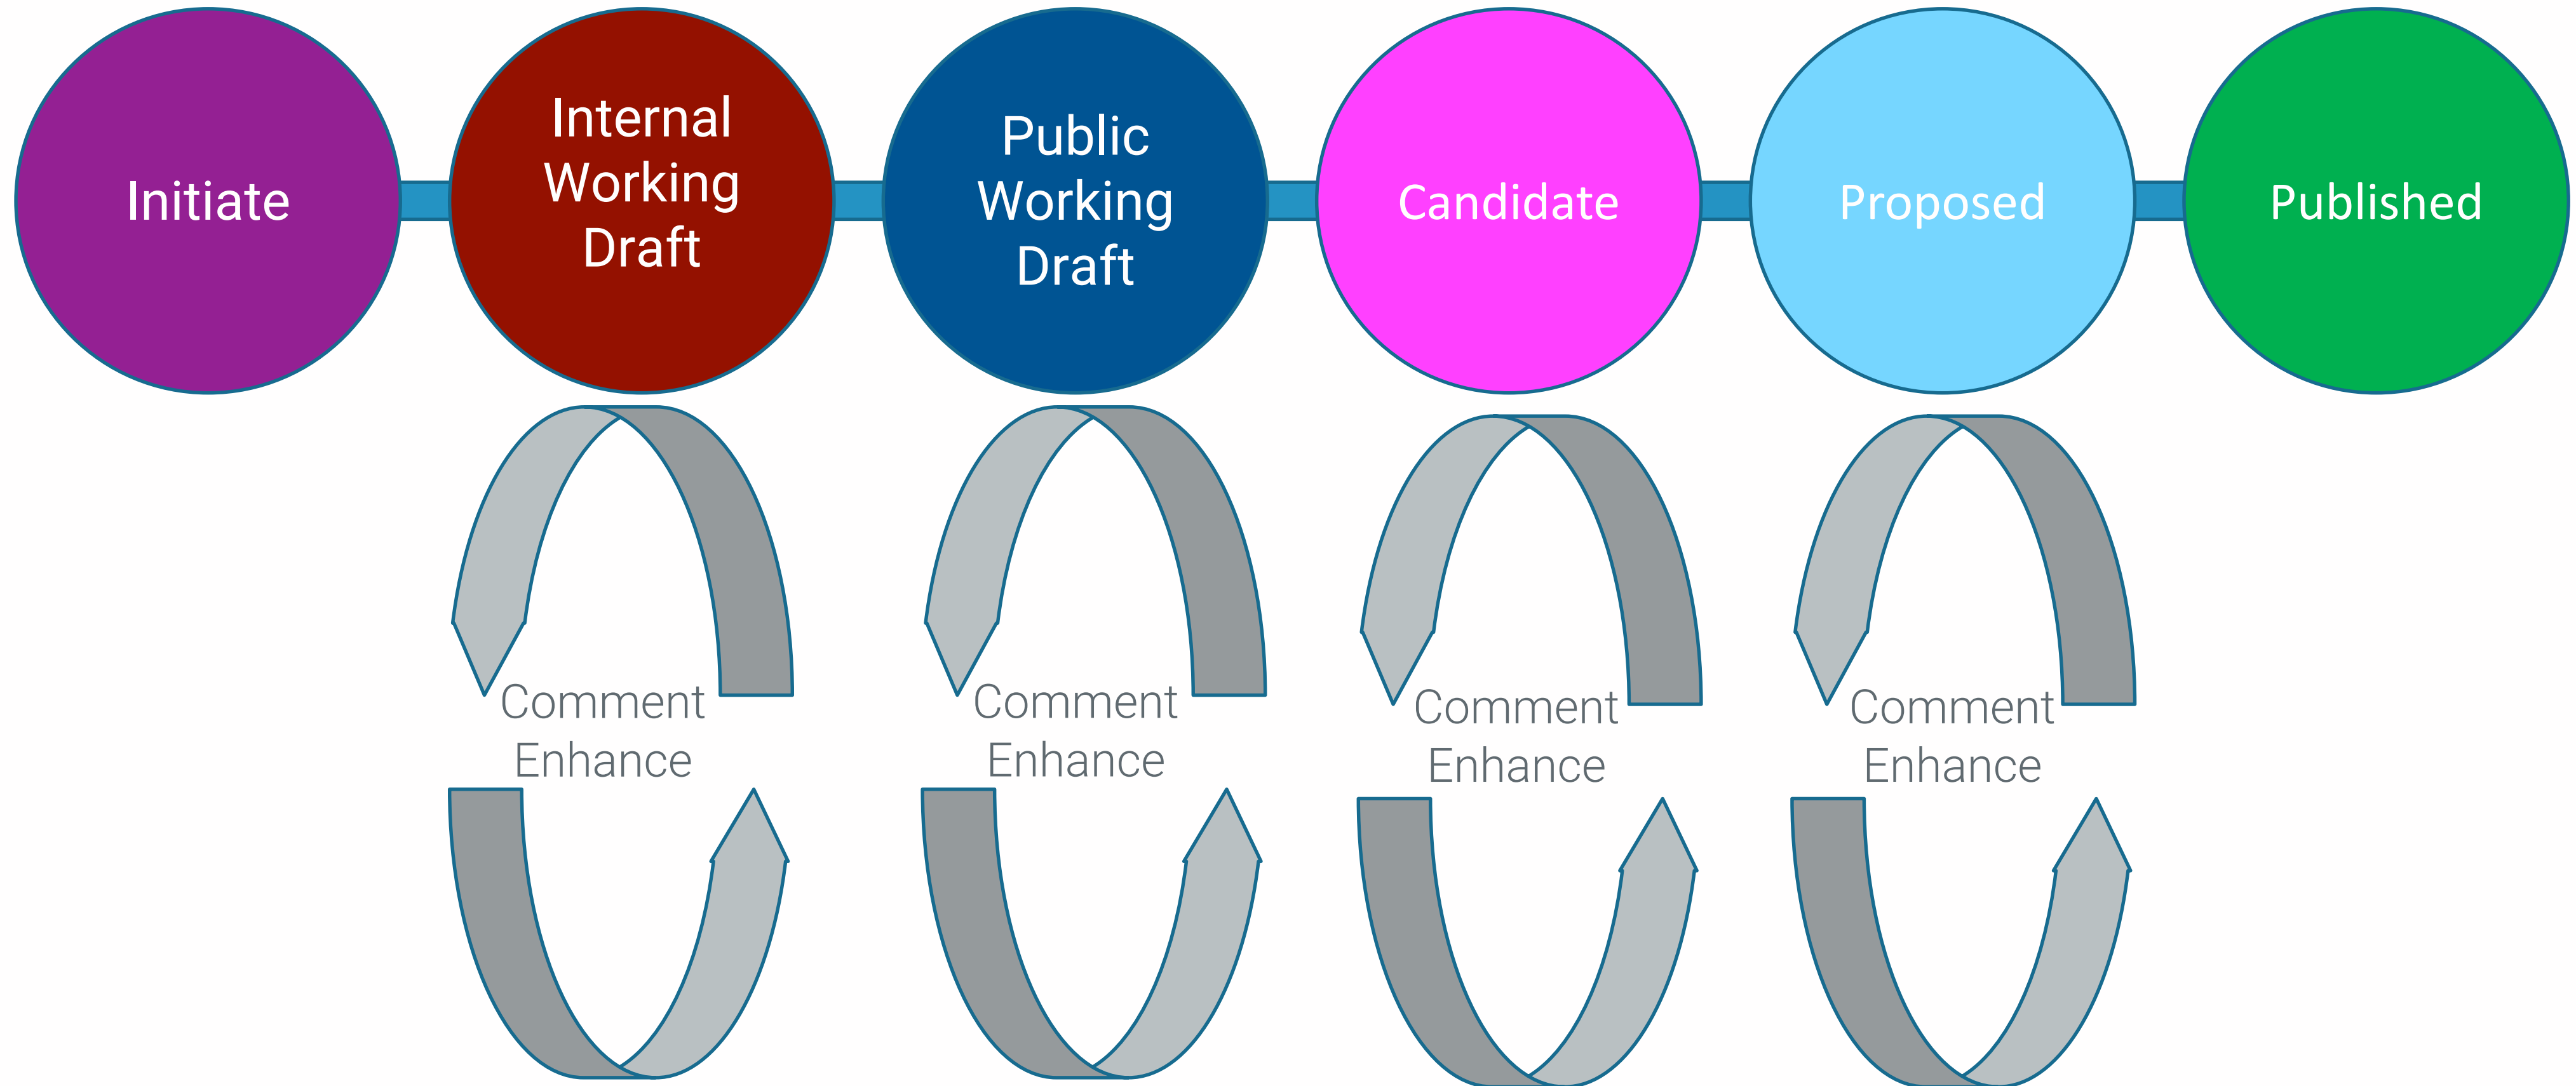 Initiate
Internal
Working
Draft
Public
Working
Draft
Candidate
Proposed
Published
Comment
Enhance
Comment
Enhance
Comment
Enhance
Comment
Enhance